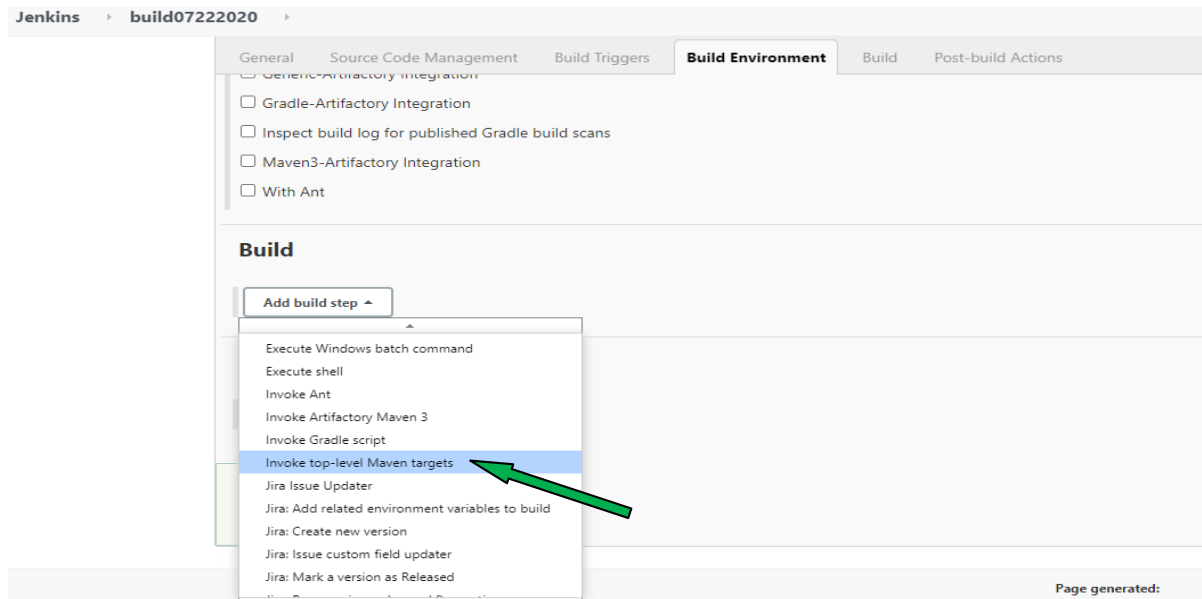 Jenkins build07222020
General Source Code Management Build Triggers Build Environment Build Post-build Actions
Generic-Artifactory Integration
Gradle-Artifactory Integration
Inspect build log for published Gradle build scans
Maven3-Artifactory Integration
With Ant
Build
Add build step
Execute Windows batch command
Execute shell
Invoke Ant
Invoke Artifactory Maven 3
Invoke Gradle script
Invoke top-level Maven targets
Jira Issue Updater
Jira: Add related environment variables to build
Jira: Create new version
Jira: Issue custom field updater
Jira: Mark a version as Released
Page generated: